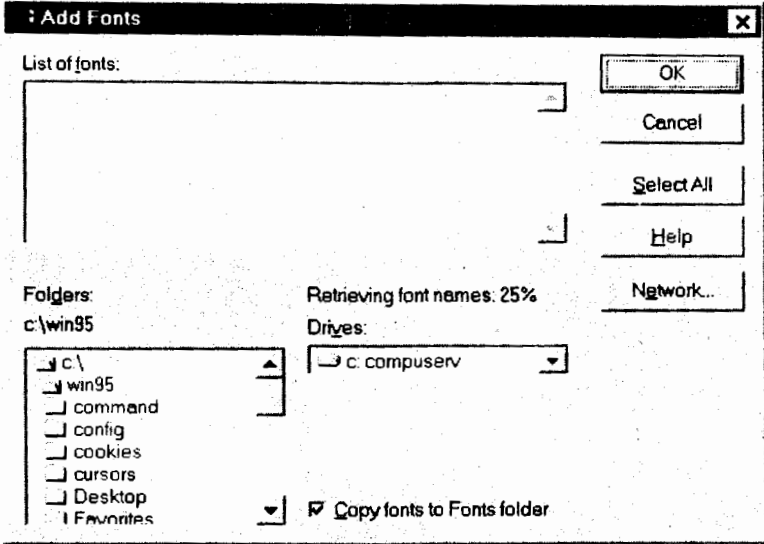 Add Fonts
List of fonts:
OK
Cancel
Select All
Help
Network...
Folders:
c:\win95
Retrieving font names: 25%
Drives:
c:\
win95
command
config
cookies
cursors
Desktop
Favorites
c: compuserv
Copy fonts to Fonts folder